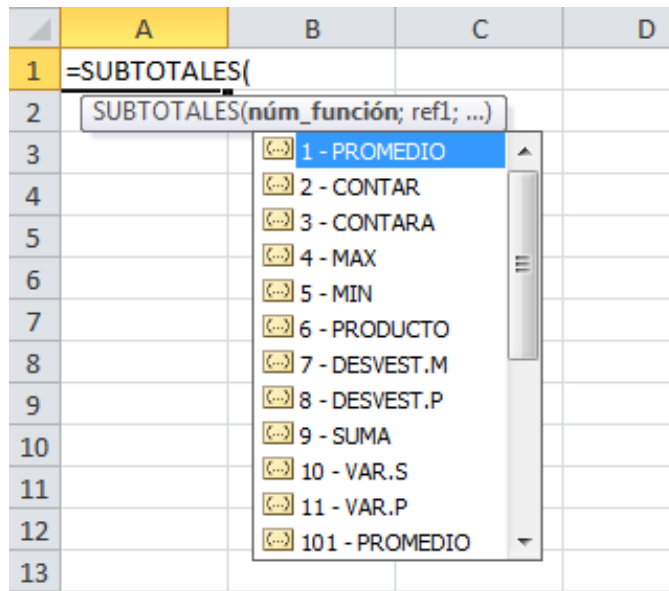 A B C D
1 =SUBTOTALES(
2 SUBTOTALES(núm_función; ref1; ...)
3 (...) 1 - PROMEDIO
4 (...) 2 - CONTAR
5 (...) 3 - CONTARA
6 (...) 4 - MAX
(...) 5 - MIN
7 (...) 6 - PRODUCTO
8 (...) 7 - DESVEST.M
9 (...) 8 - DESVEST.P
10 (...) 9 - SUMA
11 (...) 10 - VAR.S
12 (...) 11 - VAR.P
(...) 101 - PROMEDIO
13